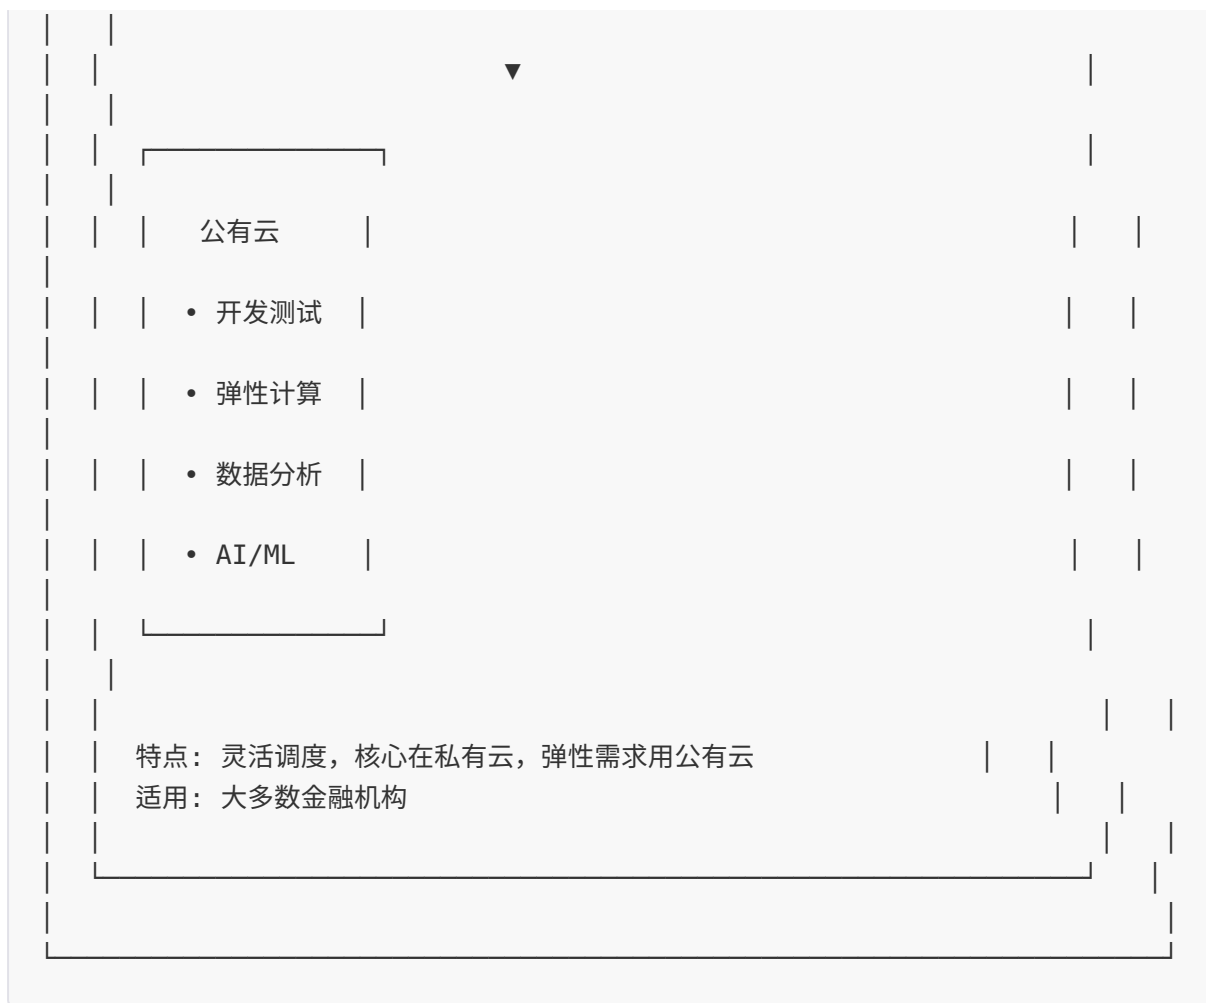 ▼
公有云
• 开发测试
• 弹性计算
• 数据分析
• AI/ML
特点: 灵活调度，核心在私有云，弹性需求用公有云
适用: 大多数金融机构